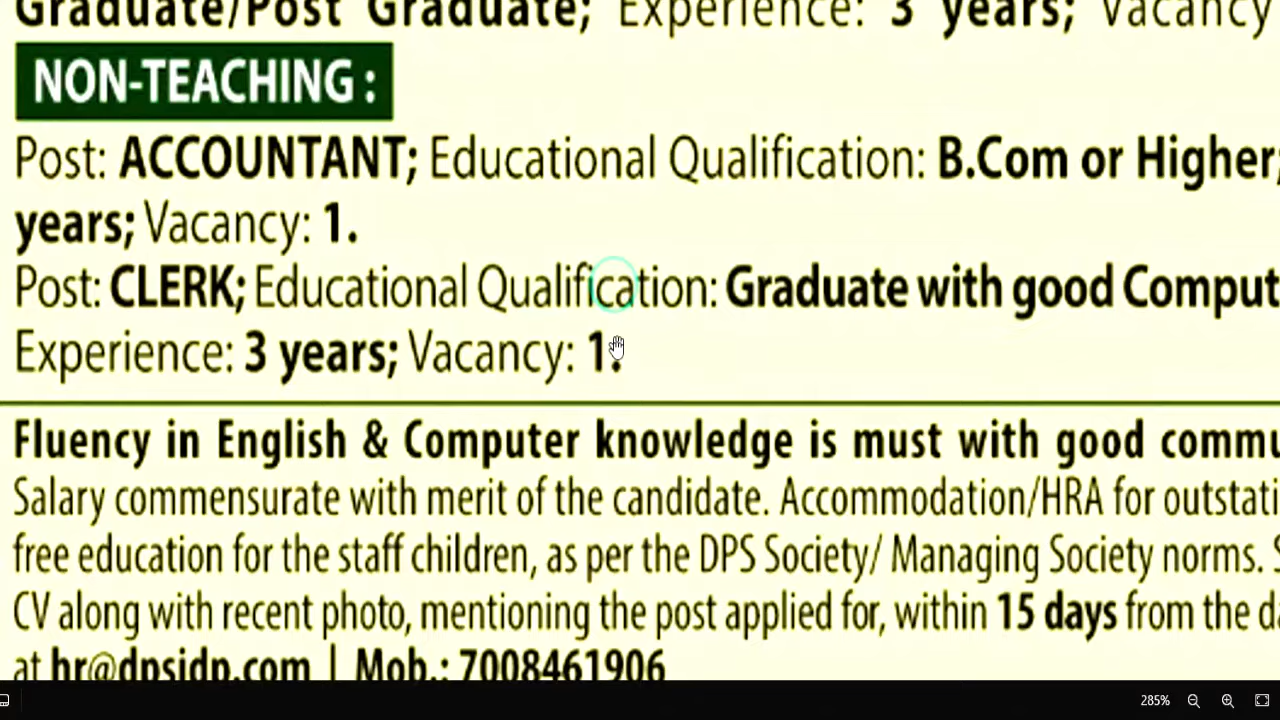 Graduate/Post Graduate; Experience: 3 years; Vacancy
NON-TEACHING :
Post: ACCOUNTANT; Educational Qualification: B.Com or Higher;
years; Vacancy: 1.
Post: CLERK; Educational Qualification: Graduate with good Comput
Experience: 3 years; Vacancy: 1.
Fluency in English & Computer knowledge is must with good commu
Salary commensurate with merit of the candidate. Accommodation/HRA for outstati
free education for the staff children, as per the DPS Society/ Managing Society norms. S
CV along with recent photo, mentioning the post applied for, within 15 days from the da
at hr@dpsidp.com | Mob.: 7008461906
285%